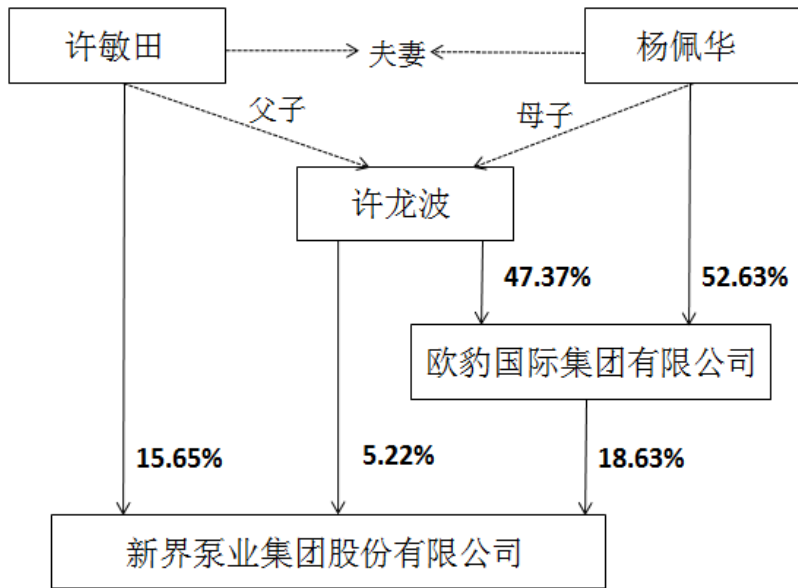 许敏田
夫妻
杨佩华
父子
母子
许龙波
47.37%
52.63%
欧豹国际集团有限公司
15.65%
5.22%
18.63%
新界泵业集团股份有限公司